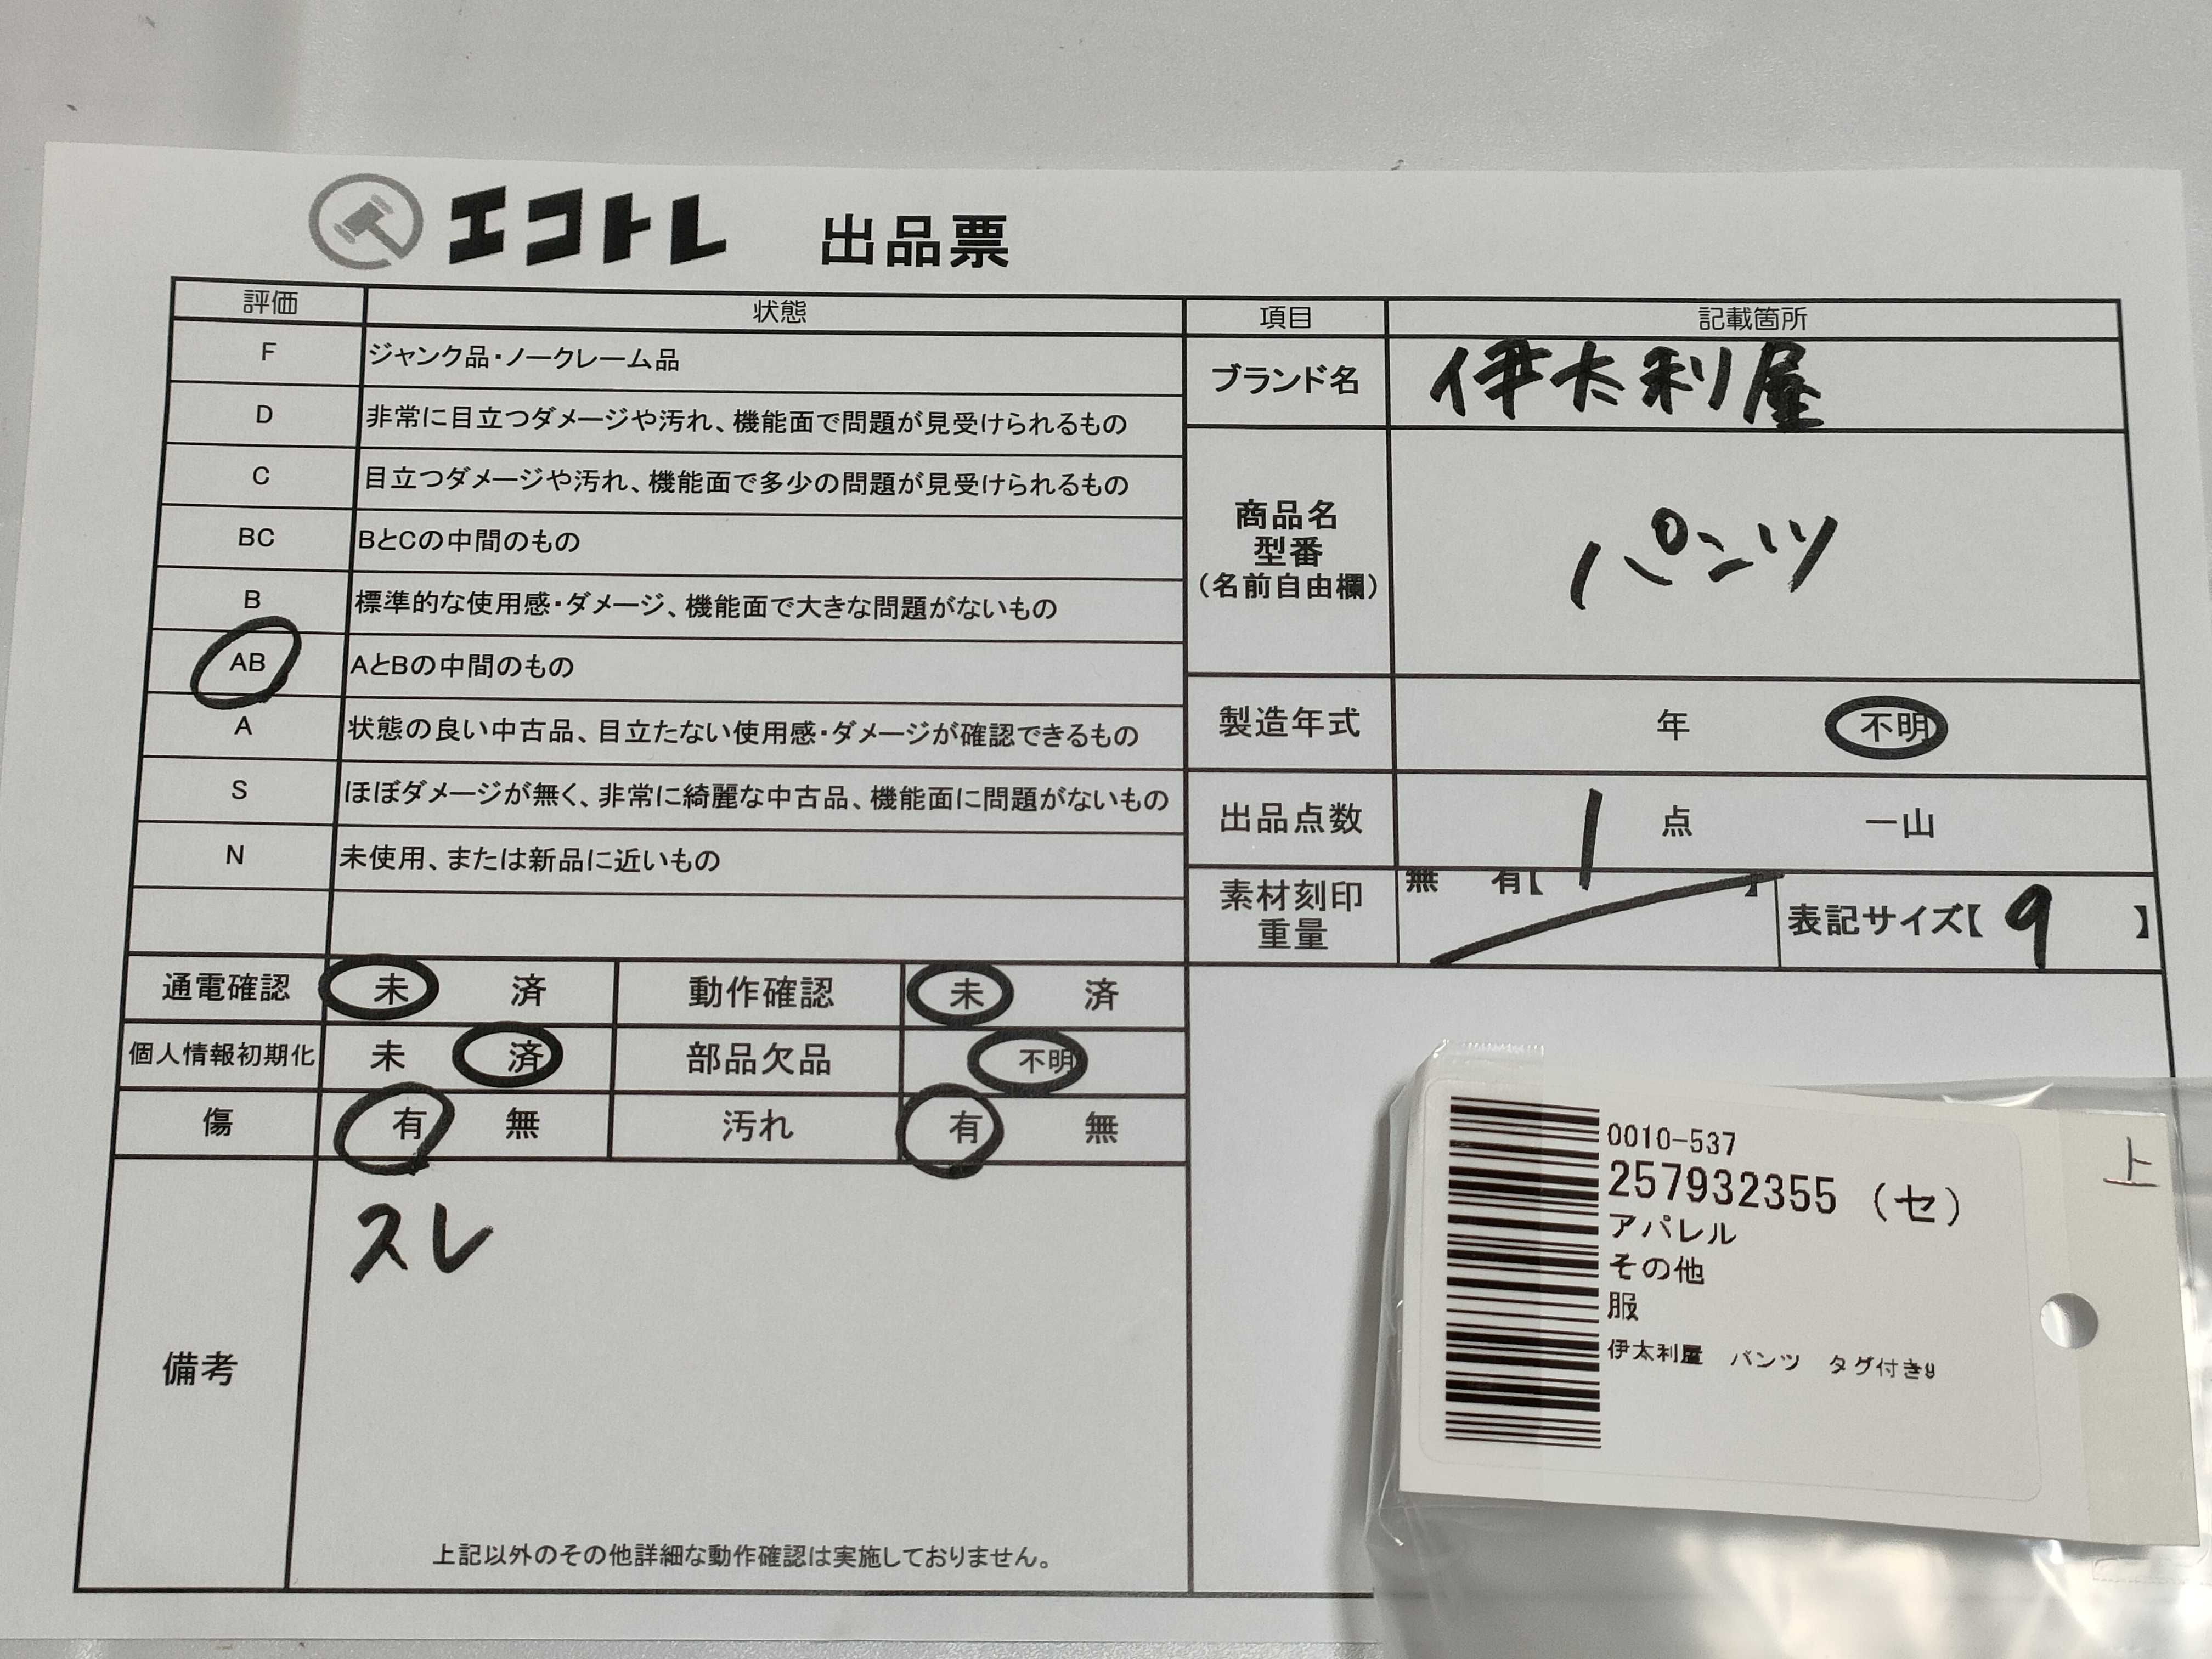 エコトレ 出品票
評価 状態
F ジャンク品・ノークレーム品
D 非常に目立つダメージや汚れ、機能面で問題が見受けられるもの
C 目立つダメージや汚れ、機能面で多少の問題が見受けられるもの
BC BとCの中間のもの
B 標準的な使用感・ダメージ、機能面で大きな問題がないもの
AB AとBの中間のもの
A 状態の良い中古品、目立たない使用感・ダメージが確認できるもの
S ほぼダメージが無く、非常に綺麗な中古品、機能面に問題がないもの
N 未使用、または新品に近いもの
項目 記載箇所
ブランド名 伊太利屋
商品名
型番
(名前自由欄)
パンツ
製造年式 年 不明
出品点数 1 点 一山
素材刻印
重量
無 有【 】
表記サイズ【 9 】
通電確認 未 済 動作確認 未 済
個人情報初期化 未 済 部品欠品 不明
傷 有 無 汚れ 有 無
備考
スレ
上記以外のその他詳細な動作確認は実施しておりません。
0010-537
257932355 (セ)
アパレル
その他
服
伊太利屋 パンツ タグ付き9
上